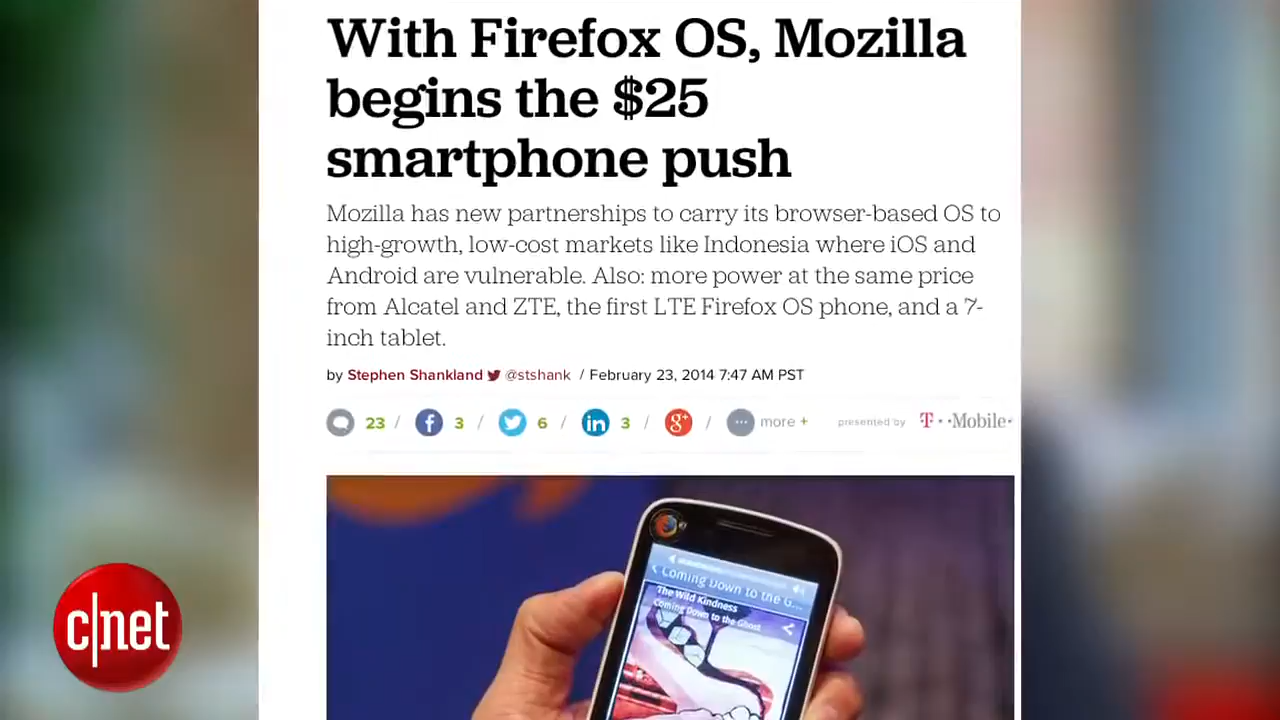 With Firefox OS, Mozilla
begins the $25
smartphone push
Mozilla has new partnerships to carry its browser-based OS to
high-growth, low-cost markets like Indonesia where iOS and
Android are vulnerable. Also: more power at the same price
from Alcatel and ZTE, the first LTE Firefox OS phone, and a 7-
inch tablet.
by Stephen Shankland @stshank / February 23, 2014 7:47 AM PST
23 / f 3 / 6 / in 3 / g+ / ... more + presented by T··Mobile·
Coming Down to the G...
The Wild Kindness
Coming Down to the Ghost
c|net